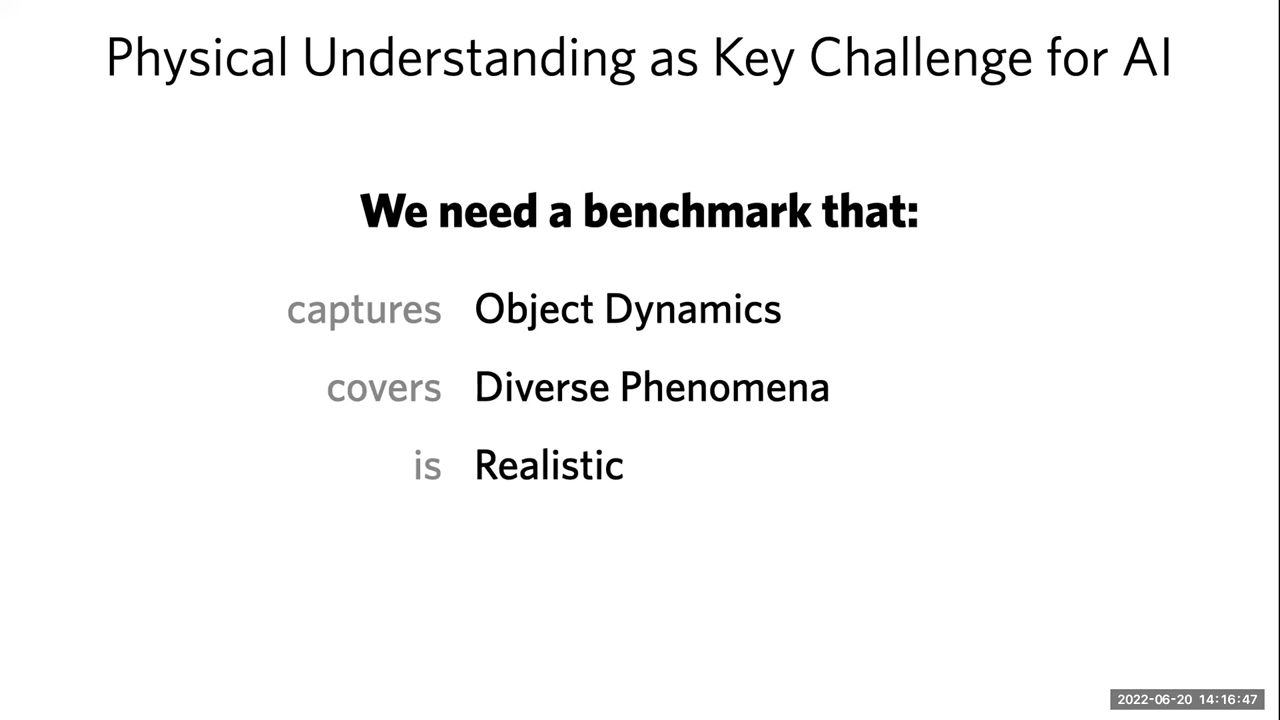 Physical Understanding as Key Challenge for AI
We need a benchmark that:
captures Object Dynamics
covers Diverse Phenomena
is Realistic
2022-06-20 14:16:47